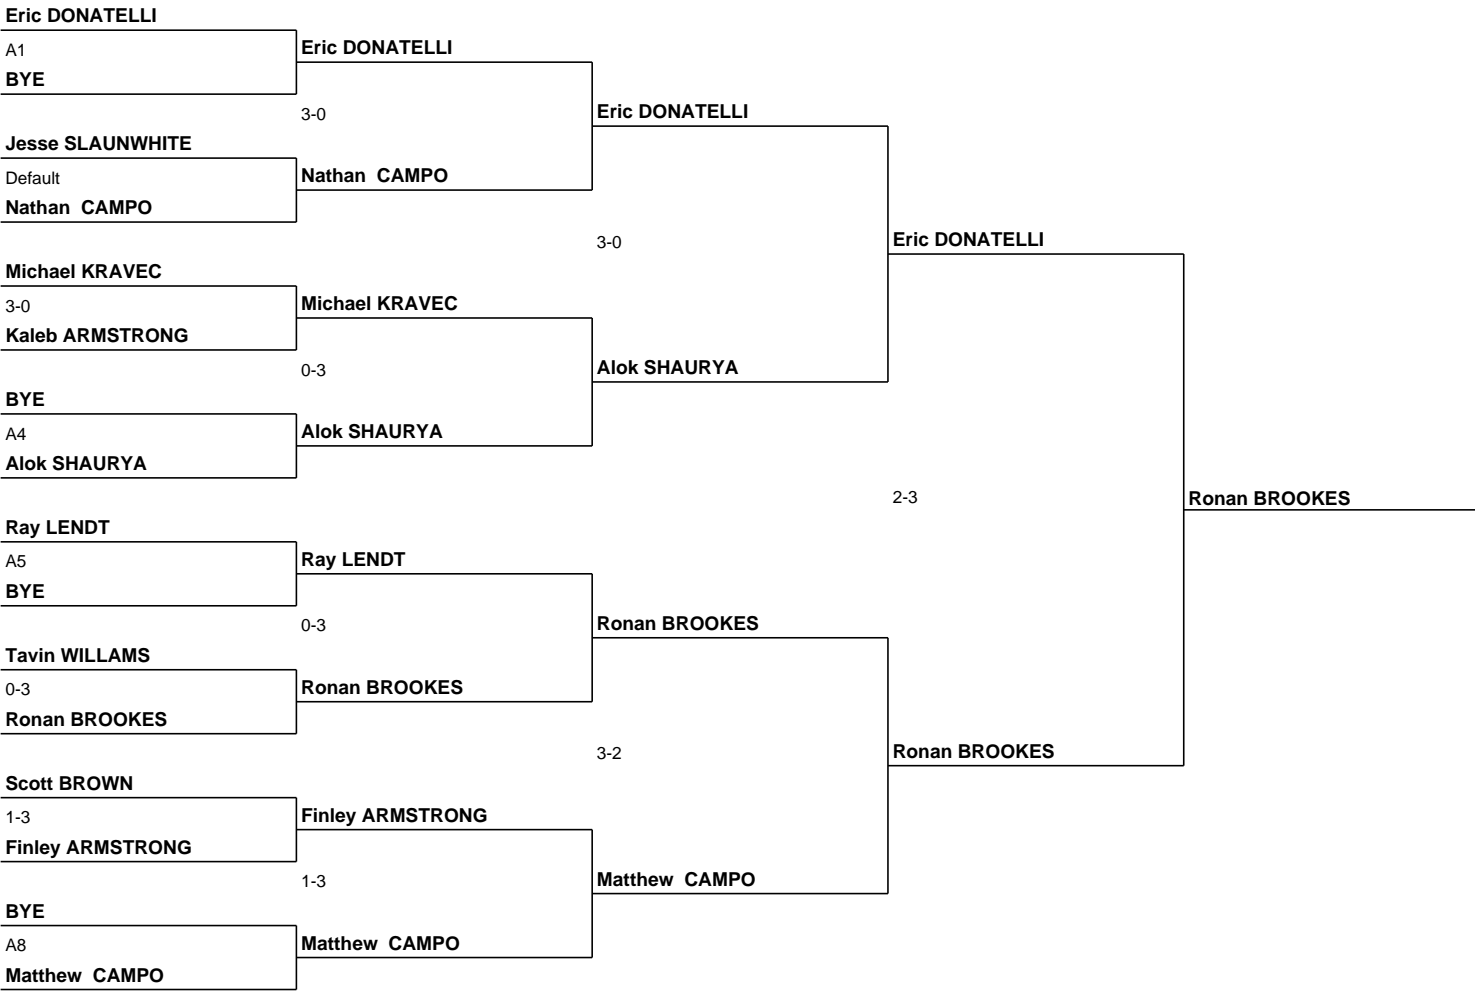 Eric DONATELLI
A1
BYE
Jesse SLAUNWHITE
Default
Nathan  CAMPO
Michael KRAVEC
3-0
Kaleb ARMSTRONG
BYE
A4
Alok SHAURYA
Ray LENDT
A5
BYE
Tavin WILLAMS
0-3
Ronan BROOKES
Scott BROWN
1-3
Finley ARMSTRONG
BYE
A8
Matthew  CAMPO
Eric DONATELLI
3-0
Nathan  CAMPO
Michael KRAVEC
0-3
Alok SHAURYA
Ray LENDT
0-3
Ronan BROOKES
Finley ARMSTRONG
1-3
Matthew  CAMPO
Eric DONATELLI
3-0
Alok SHAURYA
Ronan BROOKES
3-2
Matthew  CAMPO
Eric DONATELLI
2-3
Ronan BROOKES
Ronan BROOKES